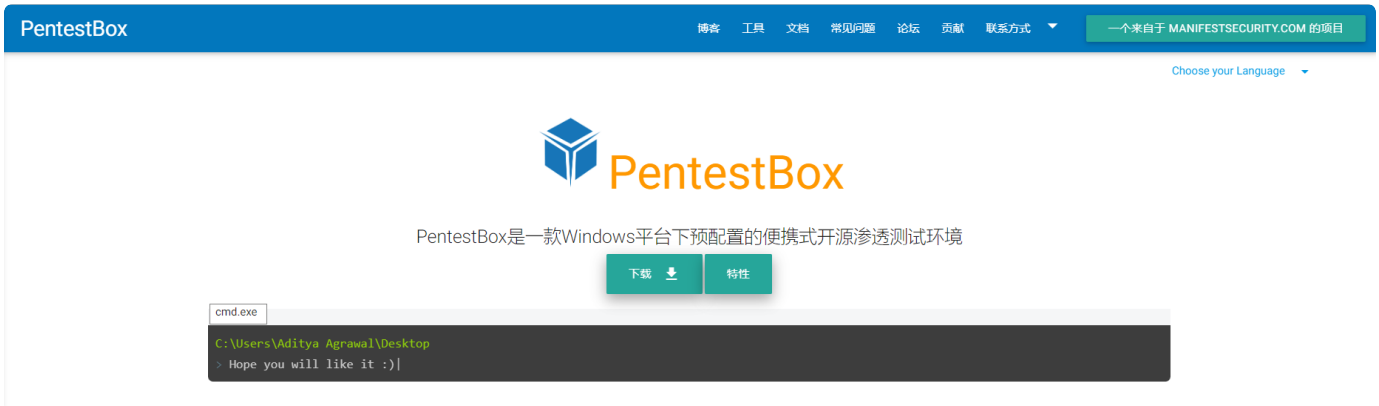 PentestBox 博客 工具 文档 常见问题 论坛 贡献 联系方式 一个来自于 MANIFESTSECURITY.COM 的项目
Choose your Language
PentestBox
PentestBox是一款Windows平台下预配置的便携式开源渗透测试环境
下载 特性
cmd.exe
C:\Users\Aditya Agrawal\Desktop
> Hope you will like it :)|